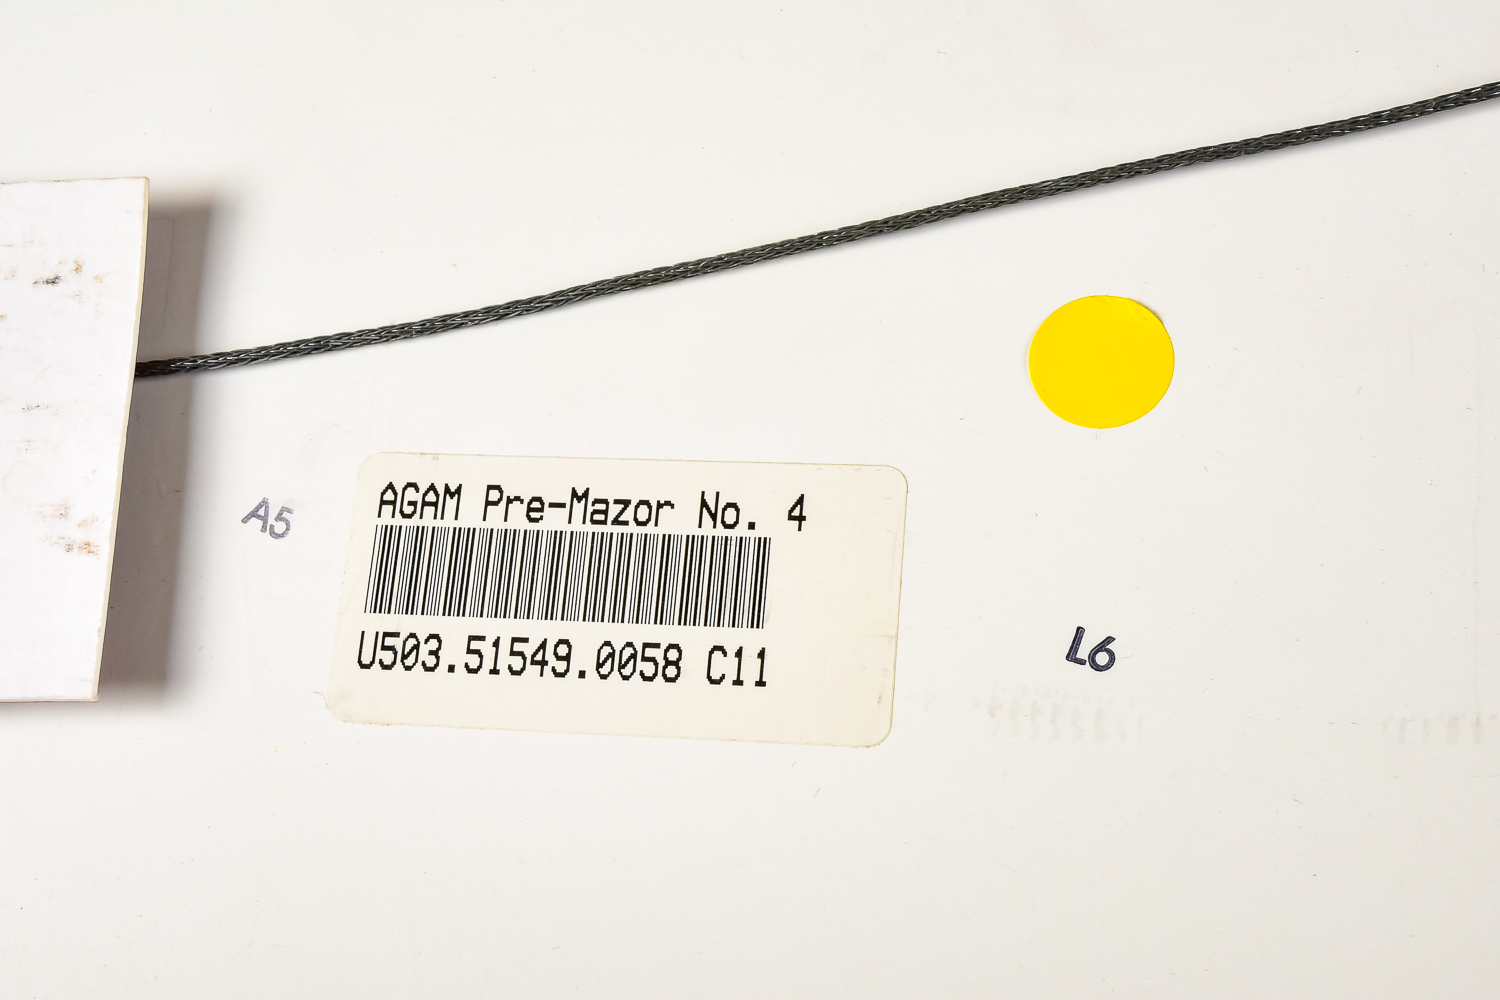 A5
AGAM Pre-Mazor No. 4
U503.51549.0058 C11
L6